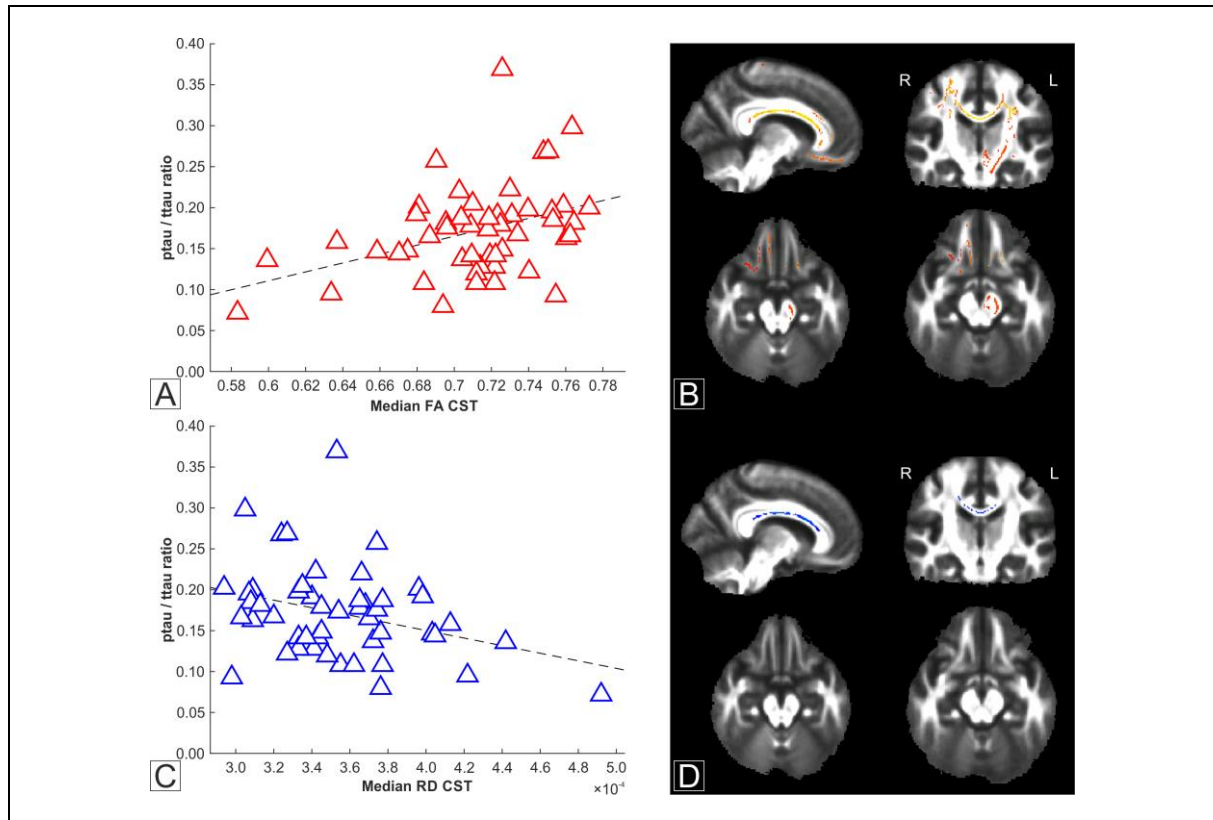 0.40
0.35
0.30
0.25
0.20
0.15
0.10
0.05
0.00
ptau / ttau ratio
0.58 0.6 0.62 0.64 0.66 0.68 0.7 0.72 0.74 0.76 0.78
Median FA CST
A
R L
B
0.40
0.35
0.30
0.25
0.20
0.15
0.10
0.05
0.00
ptau / ttau ratio
3.0 3.2 3.4 3.6 3.8 4.0 4.2 4.4 4.6 4.8 5.0
Median RD CST
×10⁻⁴
C
R L
D